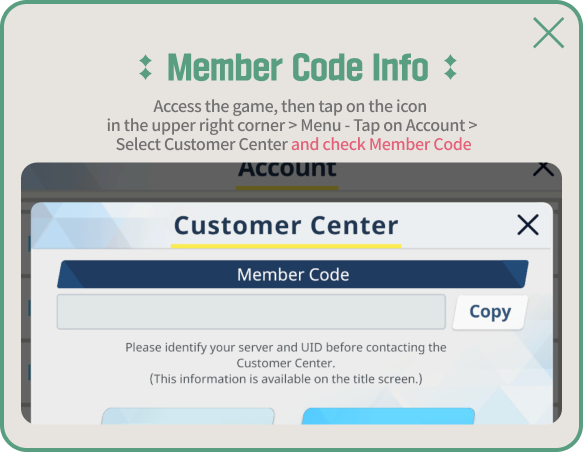 Member Code Info
Access the game, then tap on the icon
in the upper right corner > Menu - Tap on Account >
Select Customer Center and check Member Code
Account
Customer Center
Member Code
Copy
Please identify your server and UID before contacting the
Customer Center.
(This information is available on the title screen.)